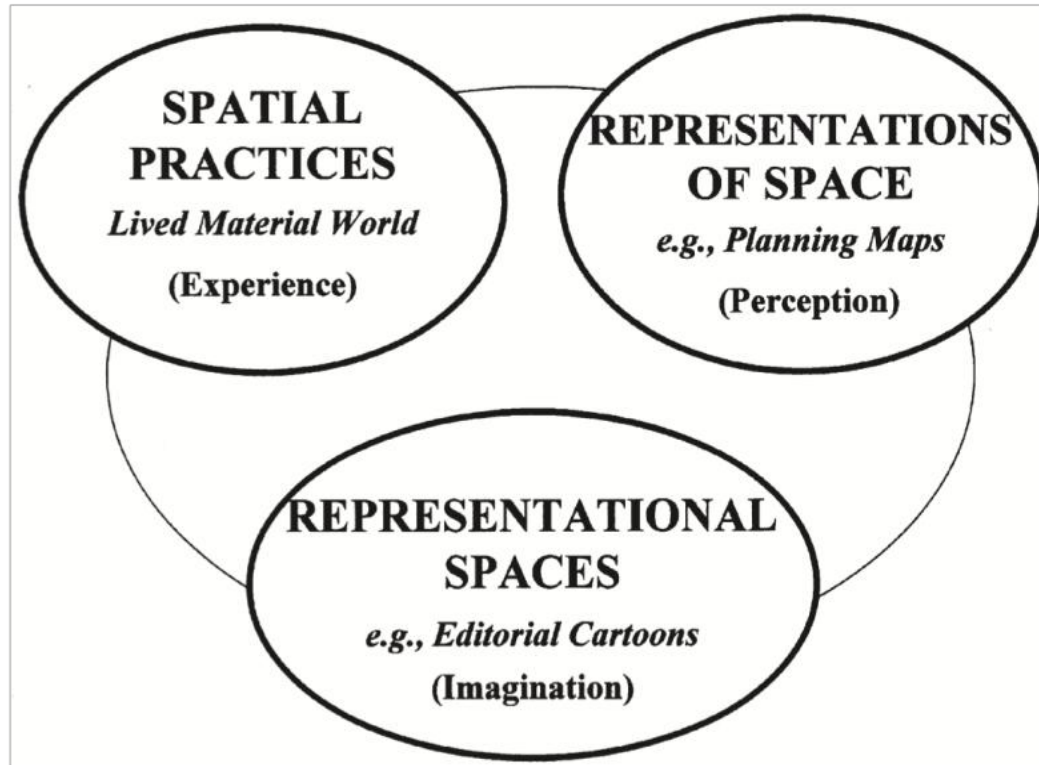 SPATIAL
PRACTICES
Lived Material World
(Experience)
REPRESENTATIONS
OF SPACE
e.g., Planning Maps
(Perception)
REPRESENTATIONAL
SPACES
e.g., Editorial Cartoons
(Imagination)